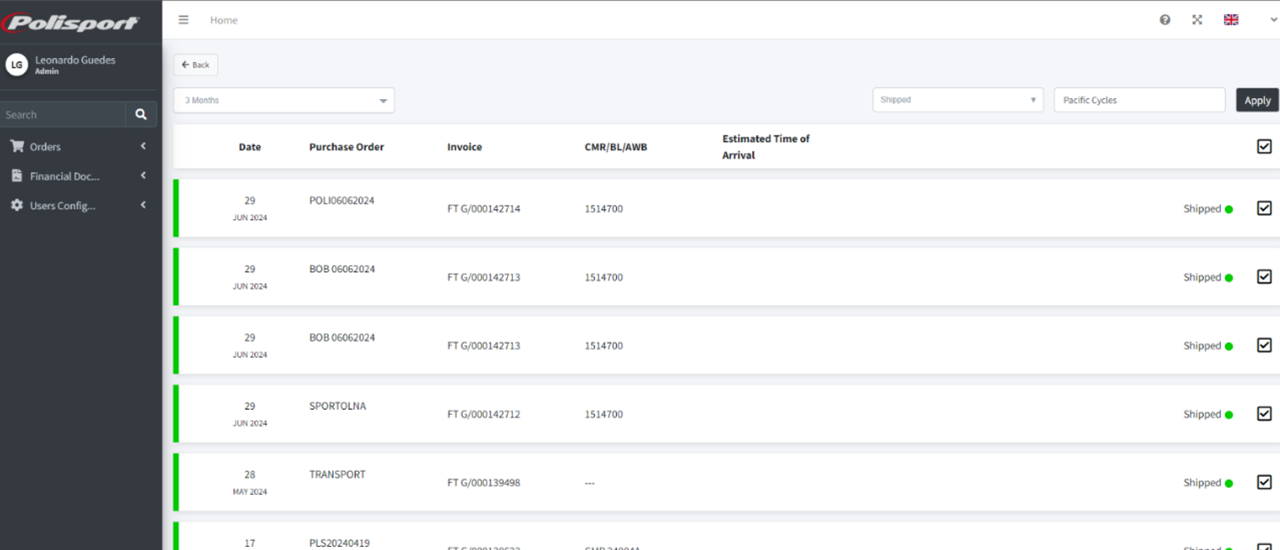 Polisport
Home
LG
Leonardo Guedes
Admin
Back
3 Months
Shipped
Pacific Cycles
Apply
Search
Orders
Financial Doc...
Users Config...
Date
Purchase Order
Invoice
CMR/BL/AWB
Estimated Time of
Arrival
29
JUN 2024
POLI06062024
FT G/000142714
1514700
Shipped
29
JUN 2024
BOB 06062024
FT G/000142713
1514700
Shipped
29
JUN 2024
BOB 06062024
FT G/000142713
1514700
Shipped
29
JUN 2024
SPORTOLNA
FT G/000142712
1514700
Shipped
28
MAY 2024
TRANSPORT
FT G/000139498
---
Shipped
17
PLS20240419
Shipped